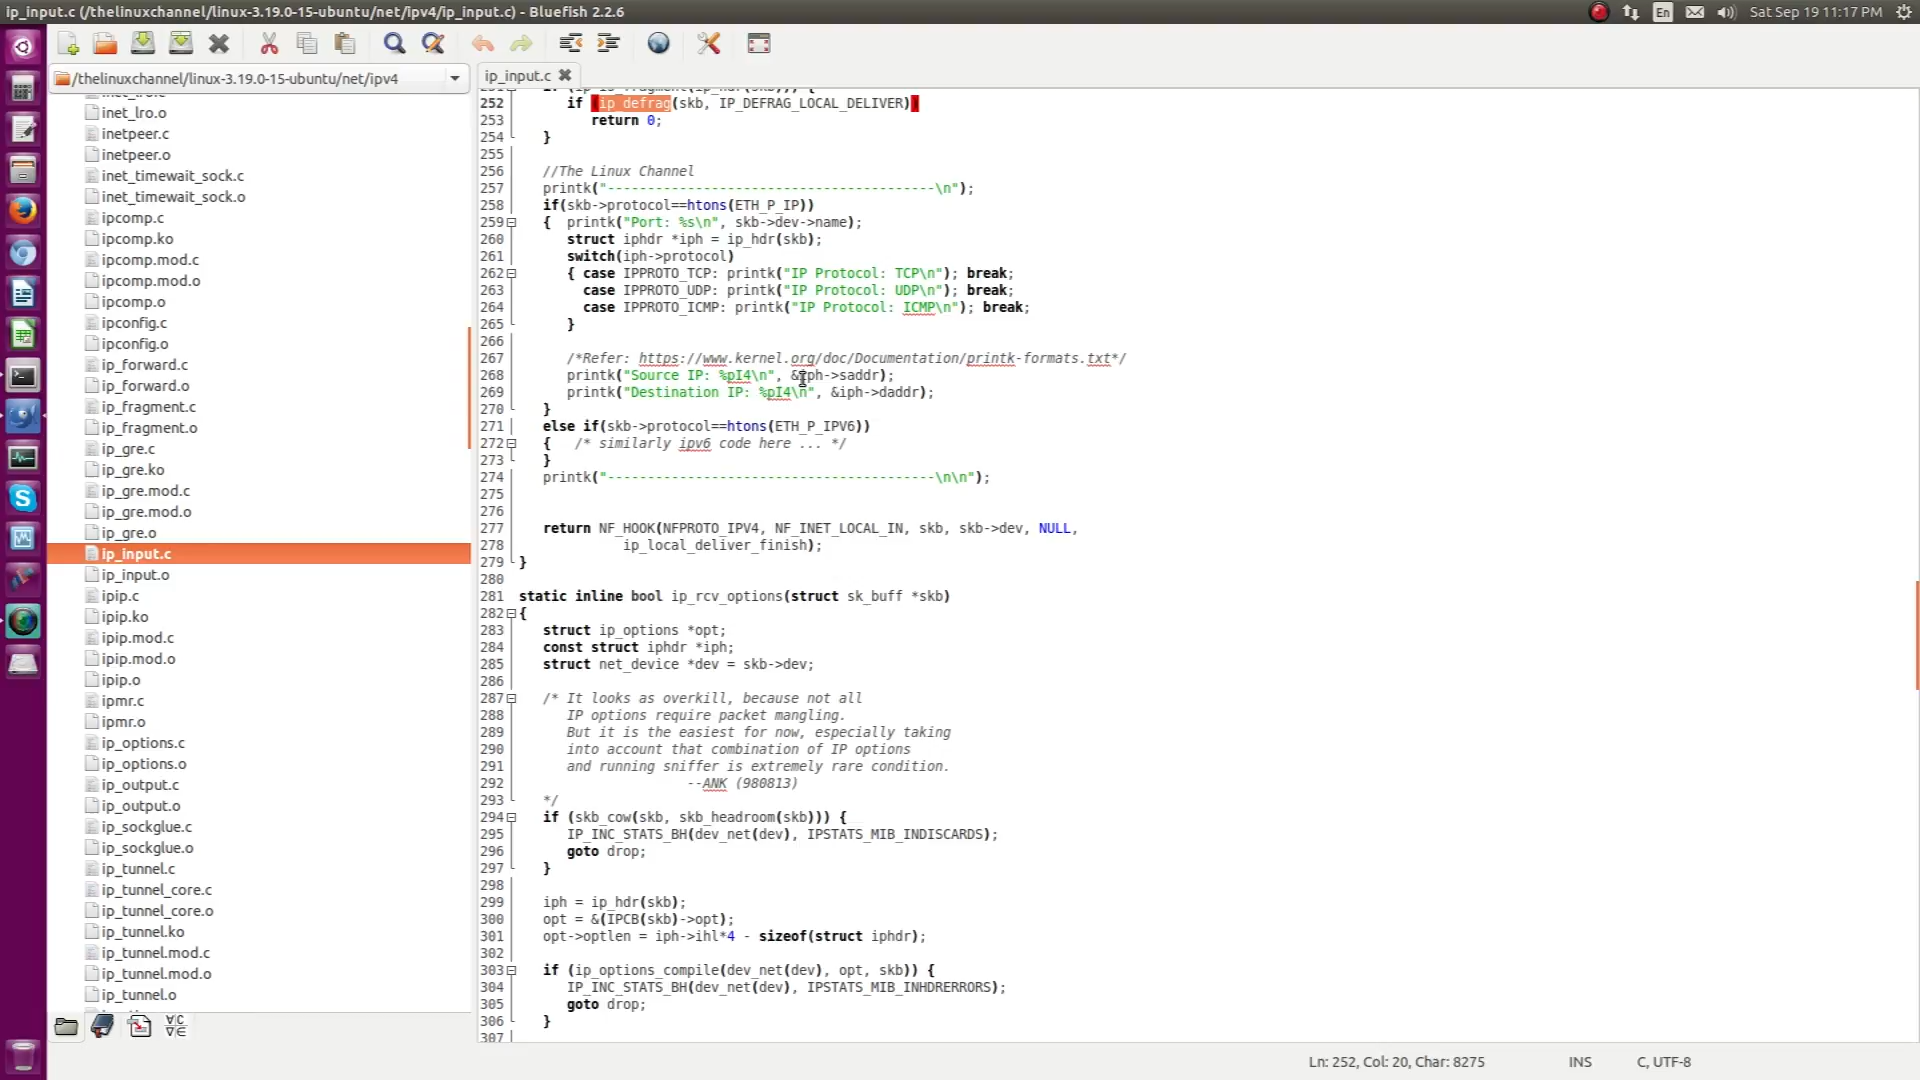 ip_input.c (/thelinuxchannel/linux-3.19.0-15-ubuntu/net/ipv4/ip_input.c) - Bluefish 2.2.6
En
Sat Sep 19 11:17 PM
/thelinuxchannel/linux-3.19.0-15-ubuntu/net/ipv4
inet_lro.c
inet_lro.o
inetpeer.c
inetpeer.o
inet_timewait_sock.c
inet_timewait_sock.o
ipcomp.c
ipcomp.ko
ipcomp.mod.c
ipcomp.mod.o
ipcomp.o
ipconfig.c
ipconfig.o
ip_forward.c
ip_forward.o
ip_fragment.c
ip_fragment.o
ip_gre.c
ip_gre.ko
ip_gre.mod.c
ip_gre.mod.o
ip_gre.o
ip_input.c
ip_input.o
ipip.c
ipip.ko
ipip.mod.c
ipip.mod.o
ipip.o
ipmr.c
ipmr.o
ip_options.c
ip_options.o
ip_output.c
ip_output.o
ip_sockglue.c
ip_sockglue.o
ip_tunnel.c
ip_tunnel_core.c
ip_tunnel_core.o
ip_tunnel.ko
ip_tunnel.mod.c
ip_tunnel.mod.o
ip_tunnel.o
ip_input.c
251 if (ip_is_fragment(ip_hdr(skb))) {
252 if (ip_defrag(skb, IP_DEFRAG_LOCAL_DELIVER))
253 return 0;
254 }
255
256 //The Linux Channel
257 printk("-----------------------------------------\n");
258 if(skb->protocol==htons(ETH_P_IP))
259 { printk("Port: %s\n", skb->dev->name);
260 struct iphdr *iph = ip_hdr(skb);
261 switch(iph->protocol)
262 { case IPPROTO_TCP: printk("IP Protocol: TCP\n"); break;
263 case IPPROTO_UDP: printk("IP Protocol: UDP\n"); break;
264 case IPPROTO_ICMP: printk("IP Protocol: ICMP\n"); break;
265 }
266
267 /*Refer: https://www.kernel.org/doc/Documentation/printk-formats.txt*/
268 printk("Source IP: %pI4\n", &iph->saddr);
269 printk("Destination IP: %pI4\n", &iph->daddr);
270 }
271 else if(skb->protocol==htons(ETH_P_IPV6))
272 { /* similarly ipv6 code here ... */
273 }
274 printk("-----------------------------------------\n\n");
275
276
277 return NF_HOOK(NFPROTO_IPV4, NF_INET_LOCAL_IN, skb, skb->dev, NULL,
278 ip_local_deliver_finish);
279 }
280
281 static inline bool ip_rcv_options(struct sk_buff *skb)
282 {
283 struct ip_options *opt;
284 const struct iphdr *iph;
285 struct net_device *dev = skb->dev;
286
287 /* It looks as overkill, because not all
288 IP options require packet mangling.
289 But it is the easiest for now, especially taking
290 into account that combination of IP options
291 and running sniffer is extremely rare condition.
292 --ANK (980813)
293 */
294 if (skb_cow(skb, skb_headroom(skb))) {
295 IP_INC_STATS_BH(dev_net(dev), IPSTATS_MIB_INDISCARDS);
296 goto drop;
297 }
298
299 iph = ip_hdr(skb);
300 opt = &(IPCB(skb)->opt);
301 opt->optlen = iph->ihl*4 - sizeof(struct iphdr);
302
303 if (ip_options_compile(dev_net(dev), opt, skb)) {
304 IP_INC_STATS_BH(dev_net(dev), IPSTATS_MIB_INHDRERRORS);
305 goto drop;
306 }
307
Ln: 252, Col: 20, Char: 8275
INS
C, UTF-8